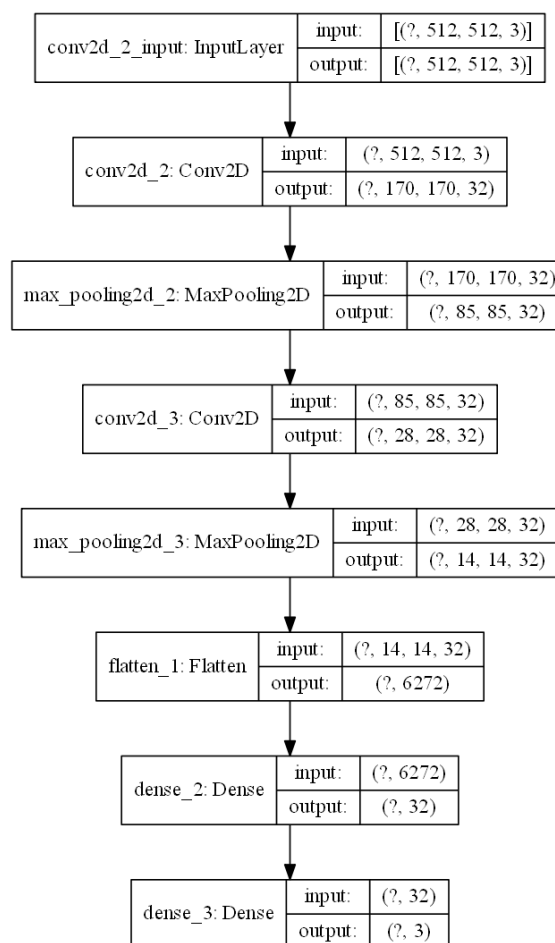 conv2d_2_input: InputLayer
input: [(?, 512, 512, 3)]
output: [(?, 512, 512, 3)]
conv2d_2: Conv2D
input: (?, 512, 512, 3)
output: (?, 170, 170, 32)
max_pooling2d_2: MaxPooling2D
input: (?, 170, 170, 32)
output: (?, 85, 85, 32)
conv2d_3: Conv2D
input: (?, 85, 85, 32)
output: (?, 28, 28, 32)
max_pooling2d_3: MaxPooling2D
input: (?, 28, 28, 32)
output: (?, 14, 14, 32)
flatten_1: Flatten
input: (?, 14, 14, 32)
output: (?, 6272)
dense_2: Dense
input: (?, 6272)
output: (?, 32)
dense_3: Dense
input: (?, 32)
output: (?, 3)